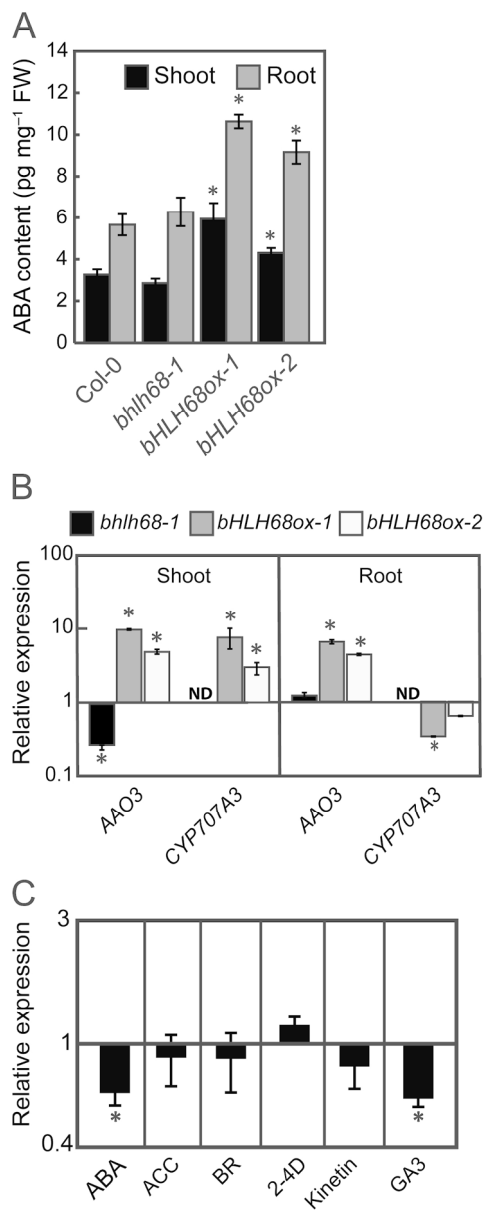 A
14
Shoot Root
12
10
8
6
4
2
0
ABA content (pg mg⁻¹ FW)
* * * *
Col-0 bhlh68-1 bHLH68ox-1 bHLH68ox-2
B
bhlh68-1 bHLH68ox-1 bHLH68ox-2
100
Shoot Root
10
1
0.1
Relative expression
* * * * * *
ND ND
* *
AAO3 CYP707A3 AAO3 CYP707A3
C
3
1
0.4
Relative expression
* *
ABA ACC BR 2-4D Kinetin GA3